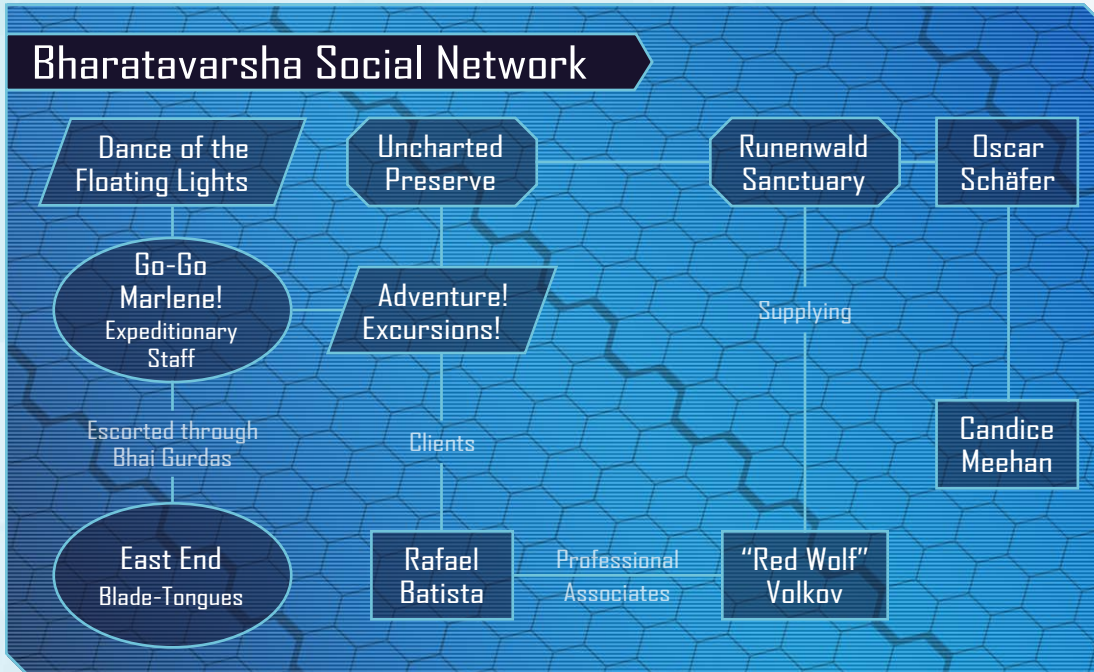 Bharatavarsha Social Network
Dance of the
Floating Lights
Uncharted
Preserve
Runenwald
Sanctuary
Oscar
Schäfer
Go-Go
Marlene!
Expeditionary
Staff
Adventure!
Excursions!
Supplying
Escorted through
Bhai Gurdas
Clients
Candice
Meehan
East End
Blade-Tongues
Rafael
Batista
Professional
Associates
“Red Wolf”
Volkov